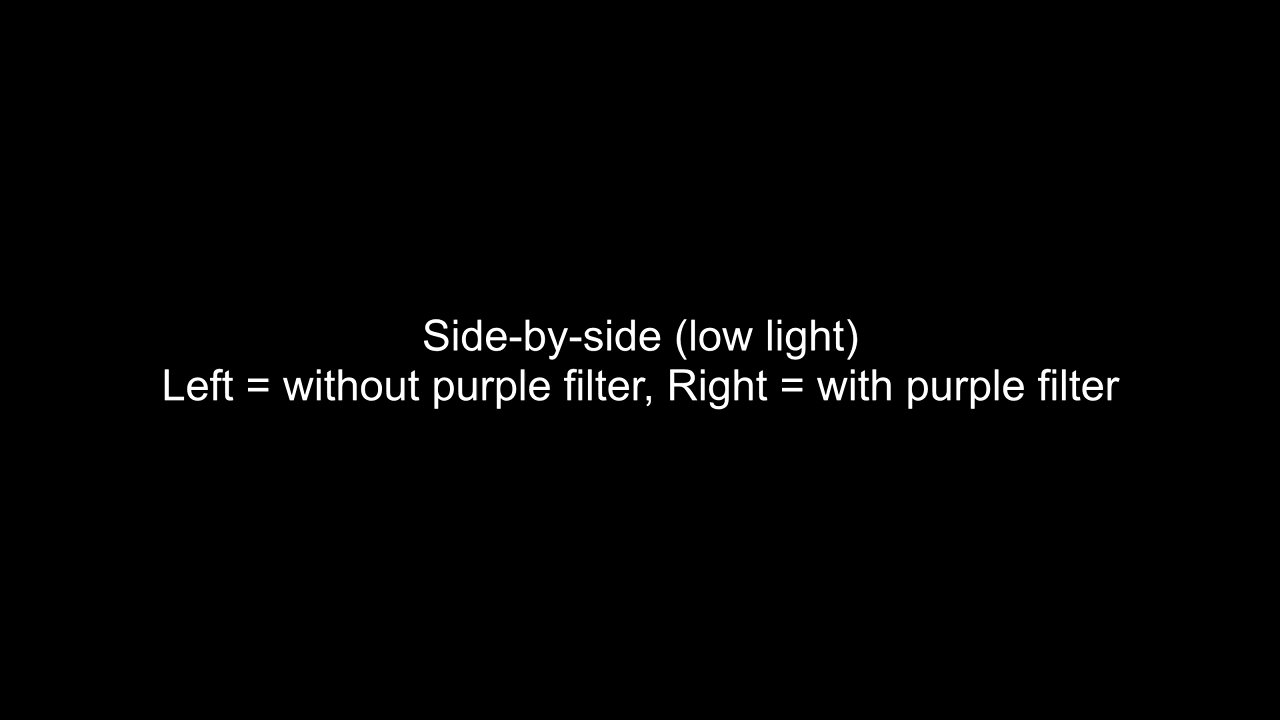 Side-by-side (low light)
Left = without purple filter, Right = with purple filter